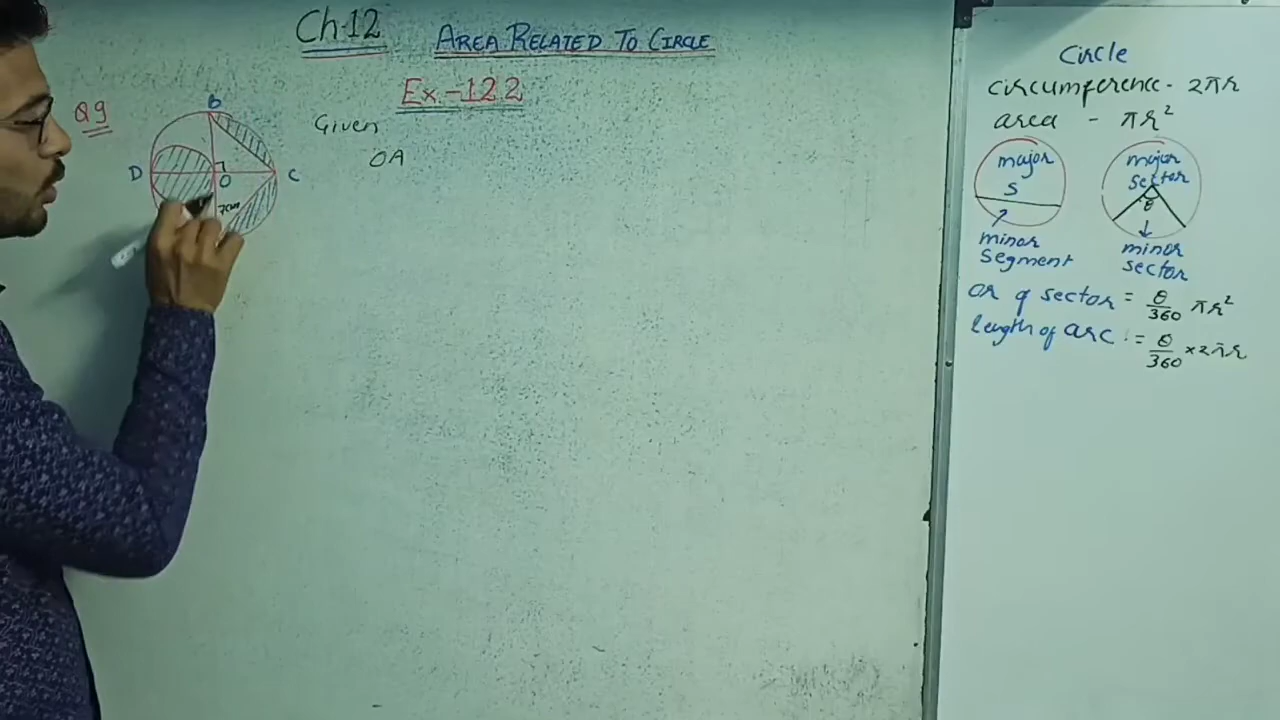 Ch.12
AREA RELATED TO CIRCLE
Ex-12.2
Q9
B
D
O
C
7cm
Given
OA
Circle
circumference - 2πr
area - πr²
major
S
minor
segment
major
sector
θ
minor
sector
ar of sector = θ/360 πr²
length of arc := θ/360 × 2πr